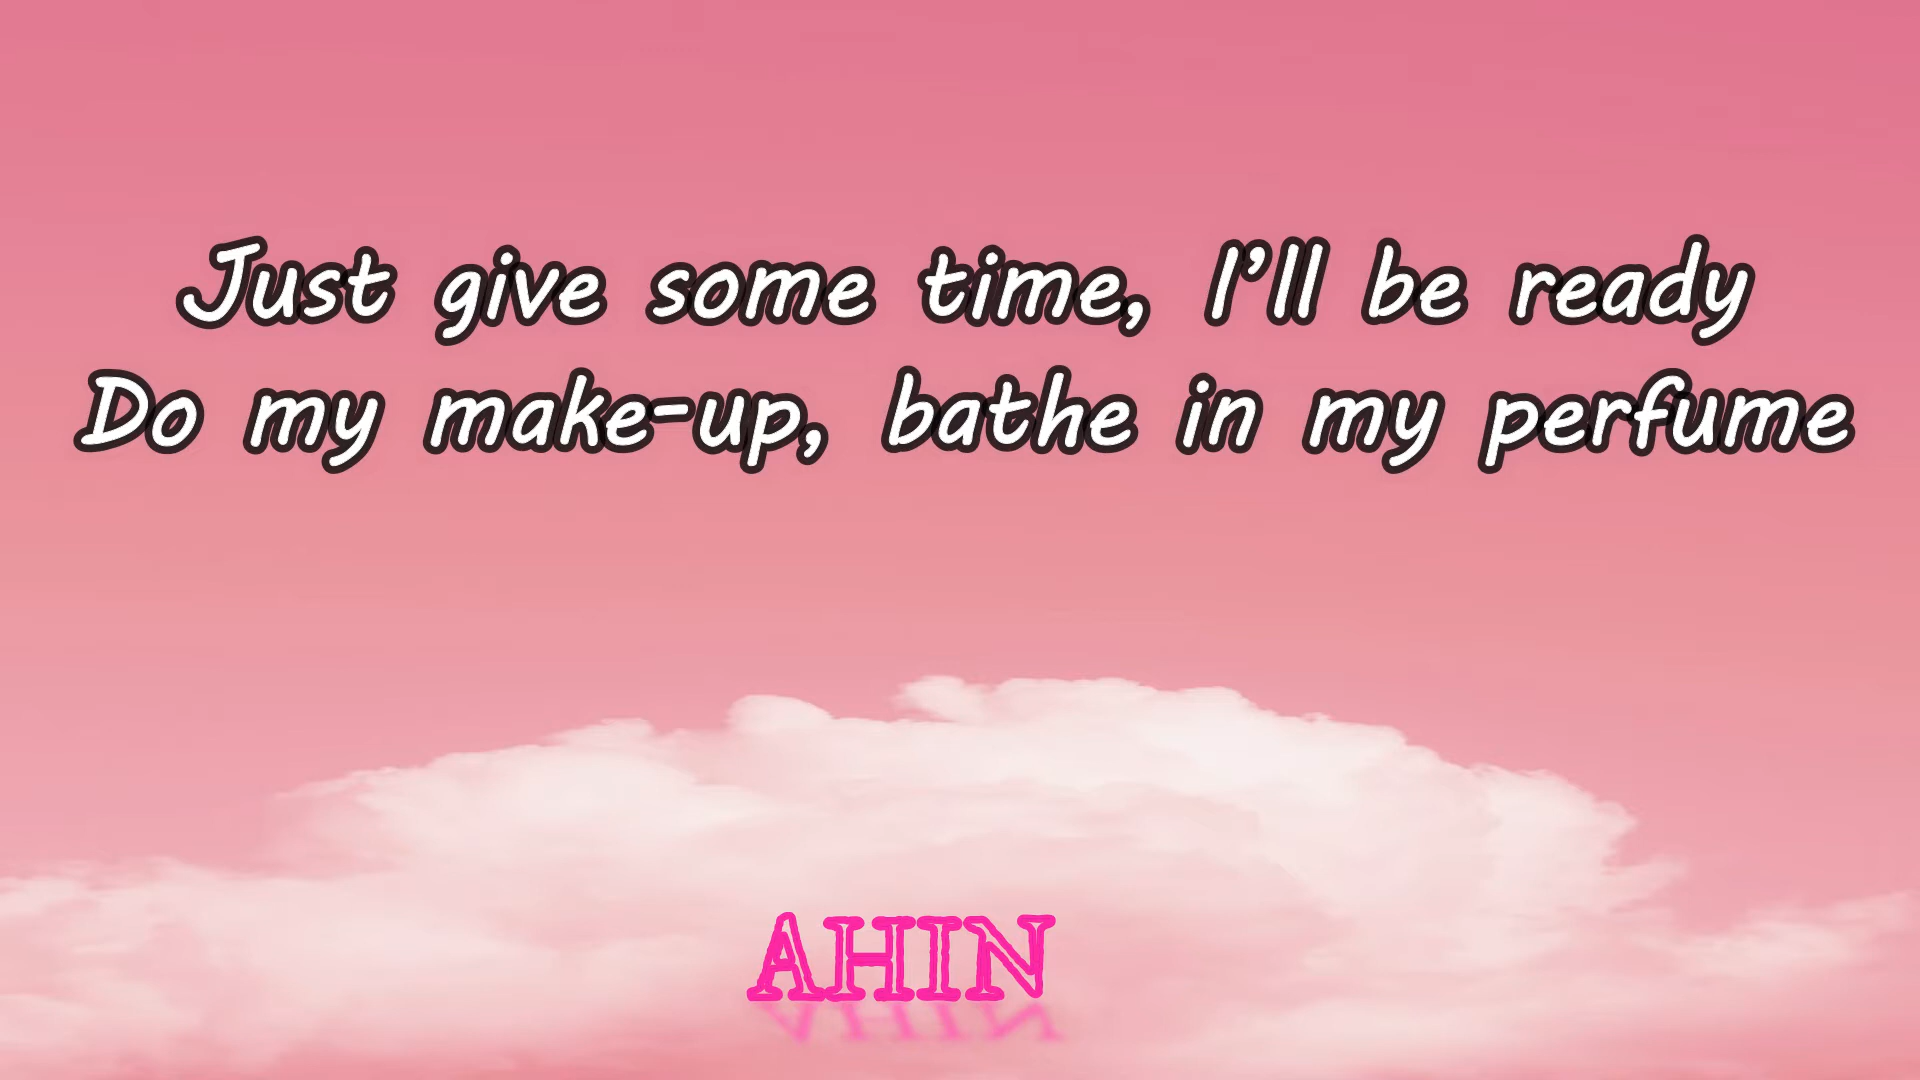 Just give some time, I’ll be ready
Do my make-up, bathe in my perfume
AHIN